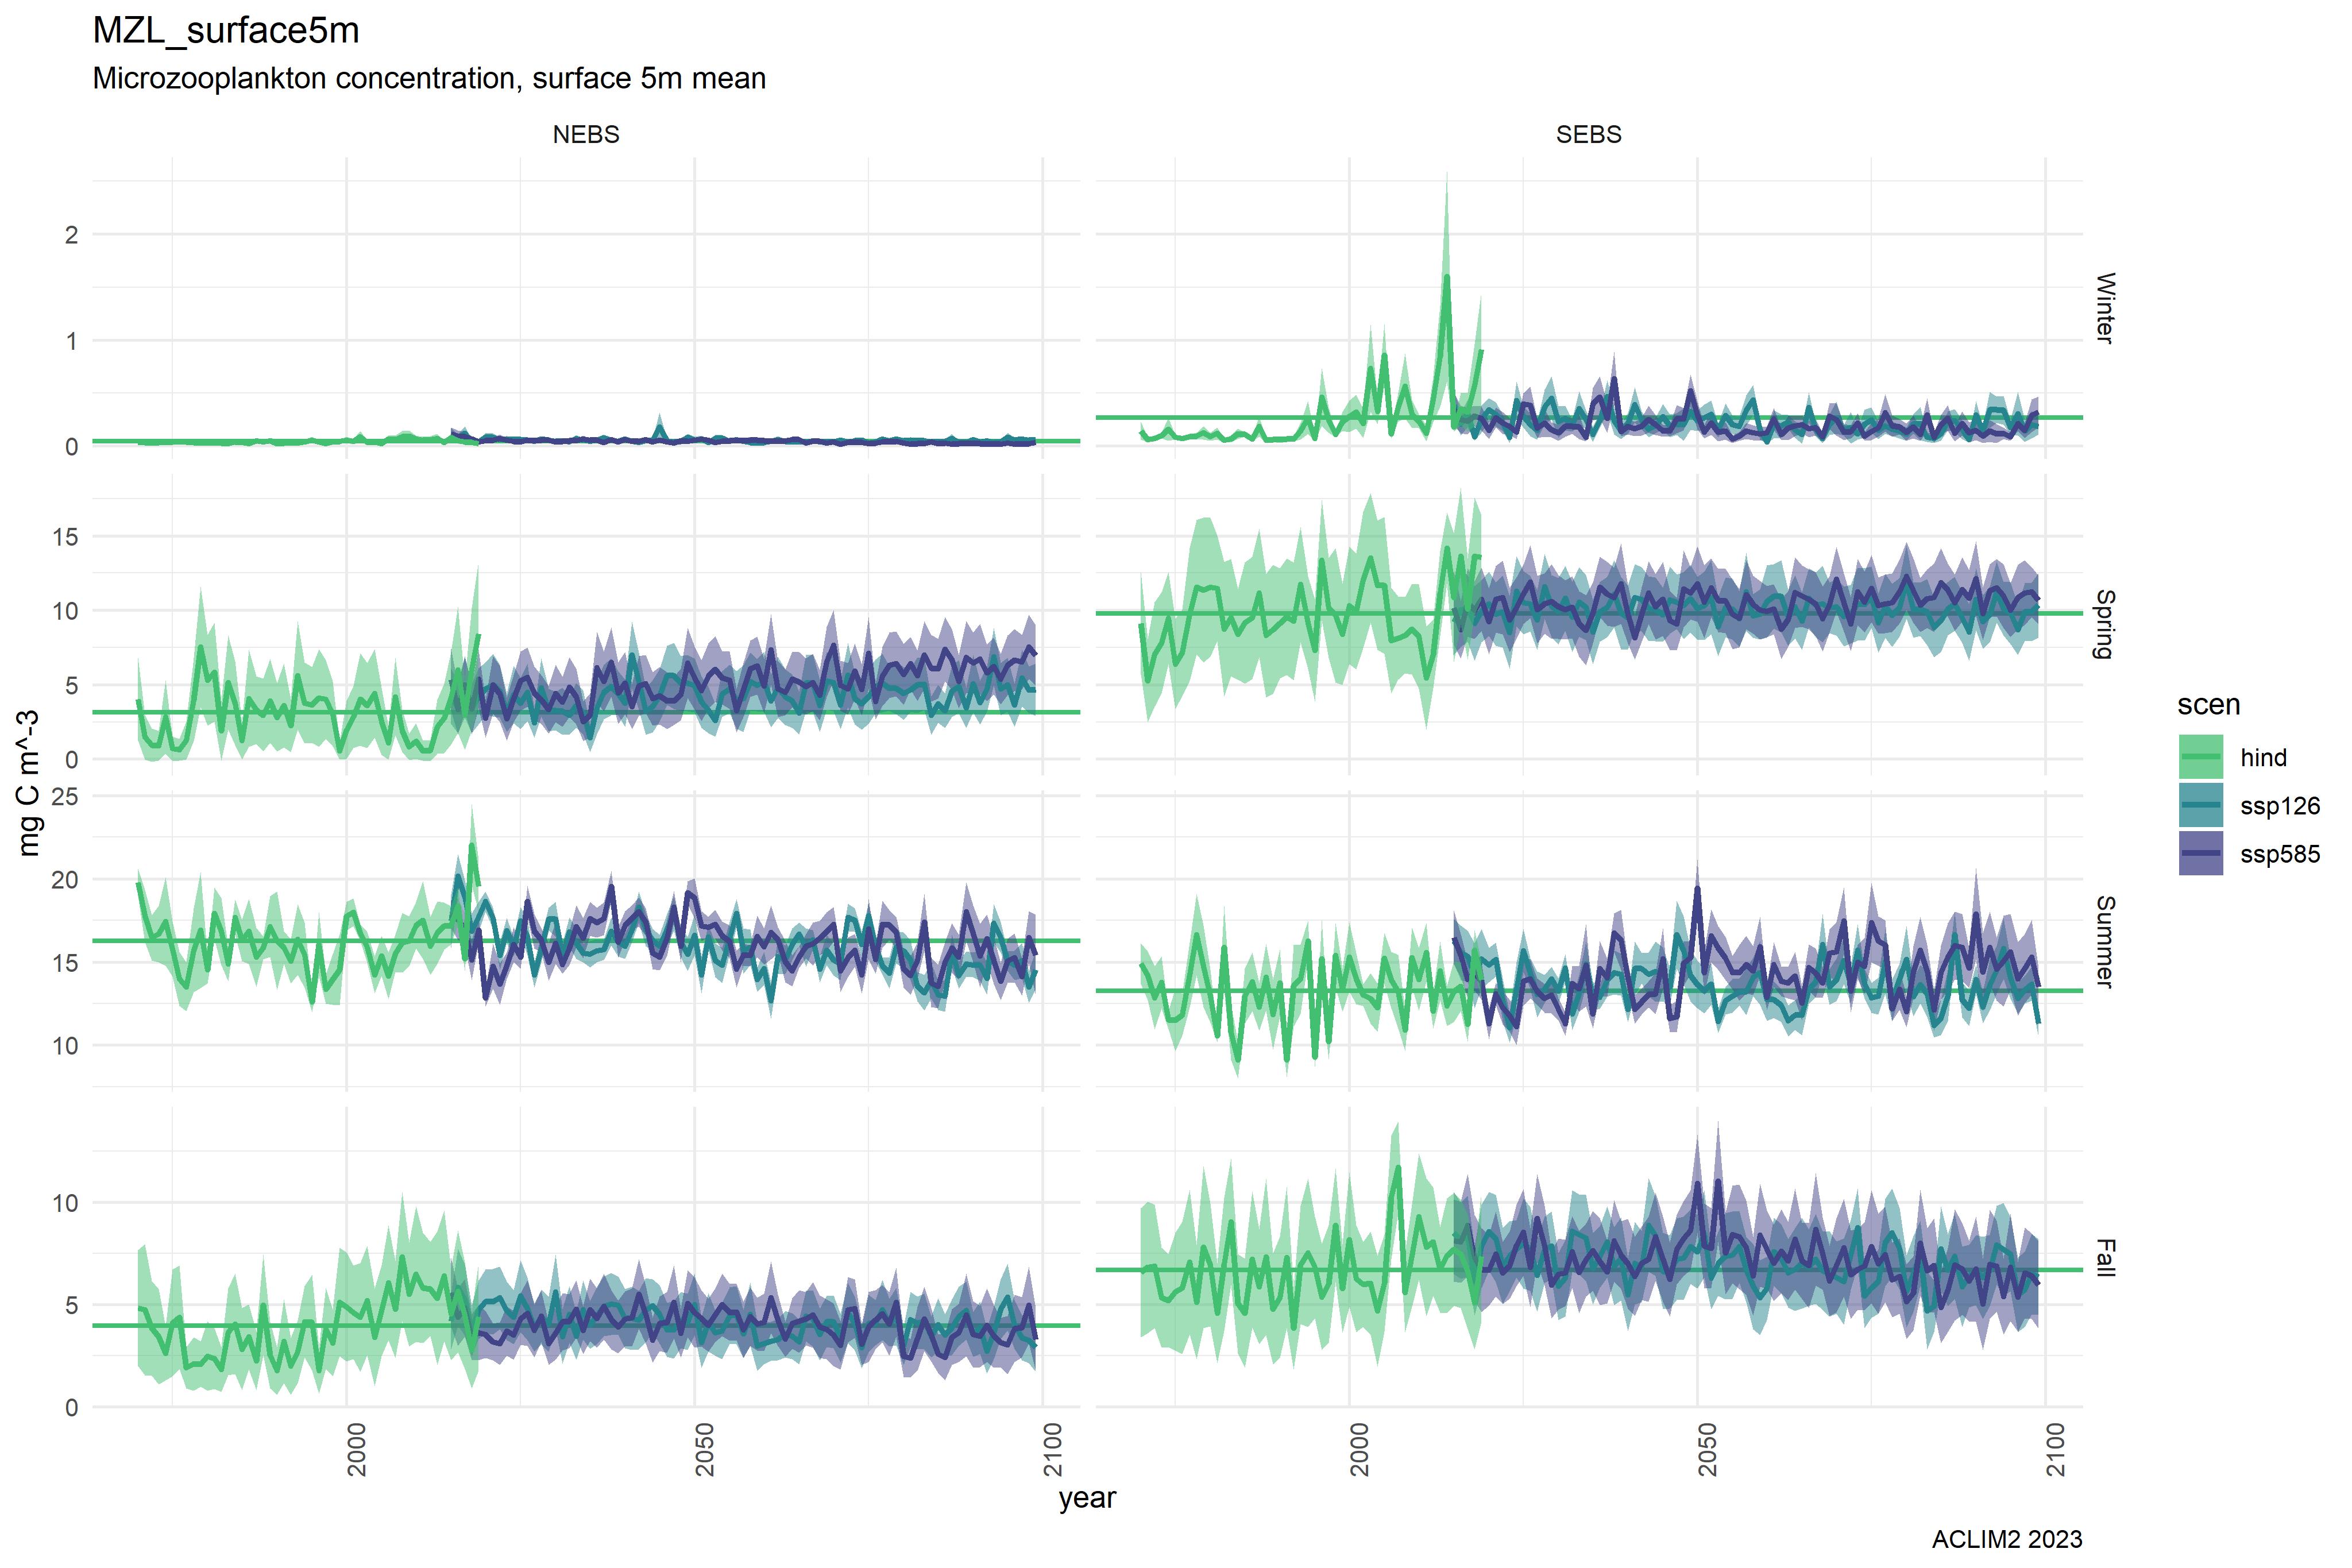 MZL_surface5m
Microzooplankton concentration, surface 5m mean
NEBS
SEBS
2
1
0
Winter
15
10
5
0
Spring
25
20
15
10
Summer
10
5
0
Fall
mg C m^-3
2000
2050
2100
2000
2050
2100
year
scen
hind
ssp126
ssp585
ACLIM2 2023